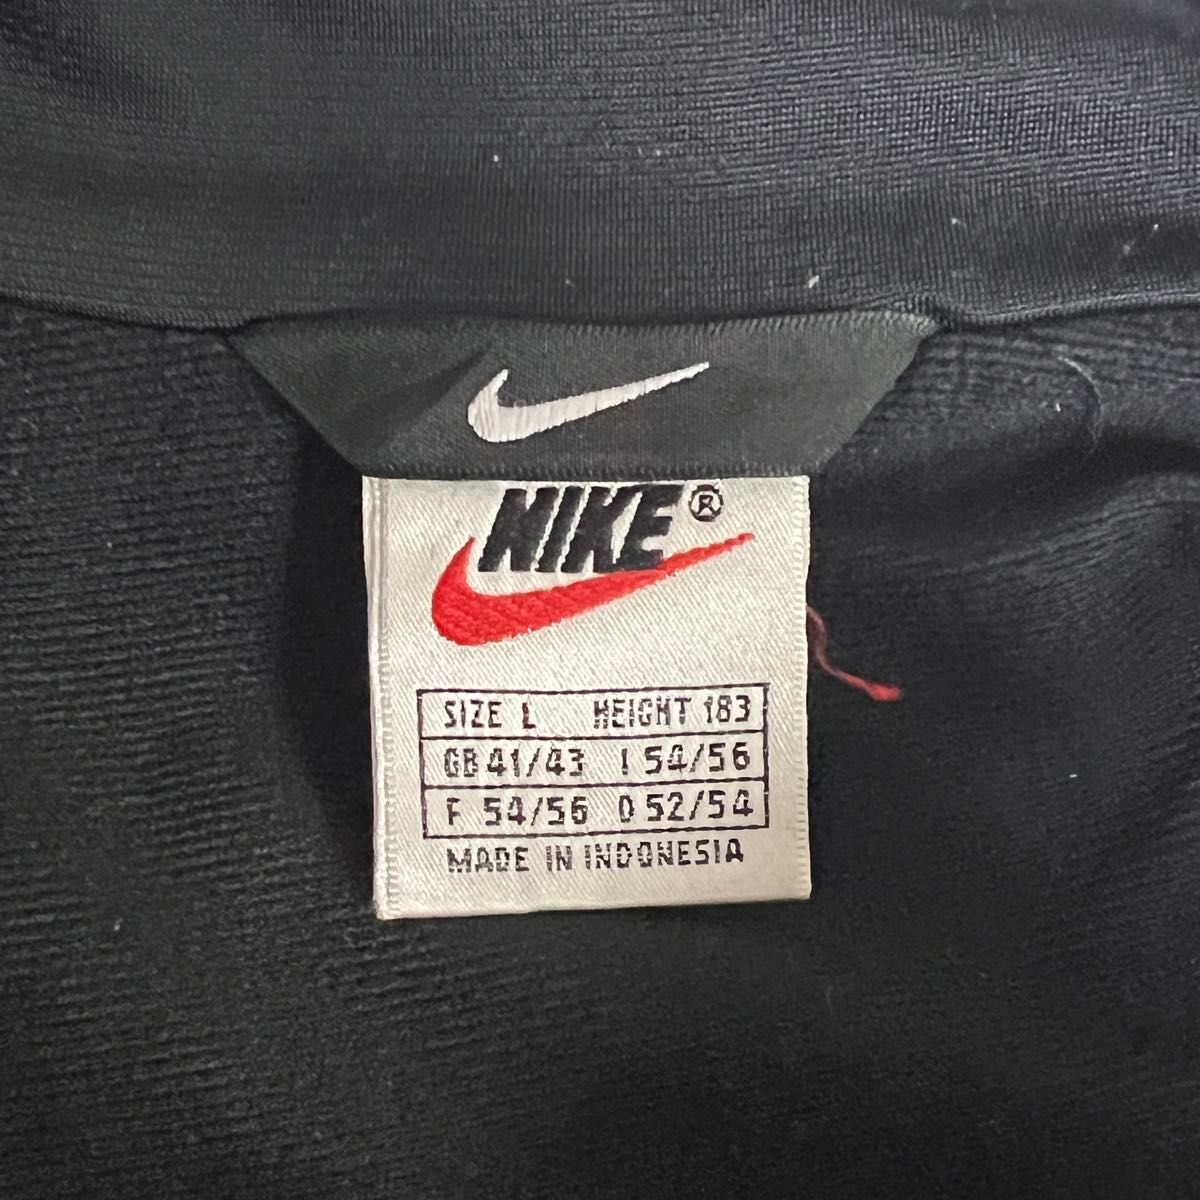 NIKE®
SIZE L HEIGHT 183
GB 41/43 I 54/56
F 54/56 D 52/54
MADE IN INDONESIA